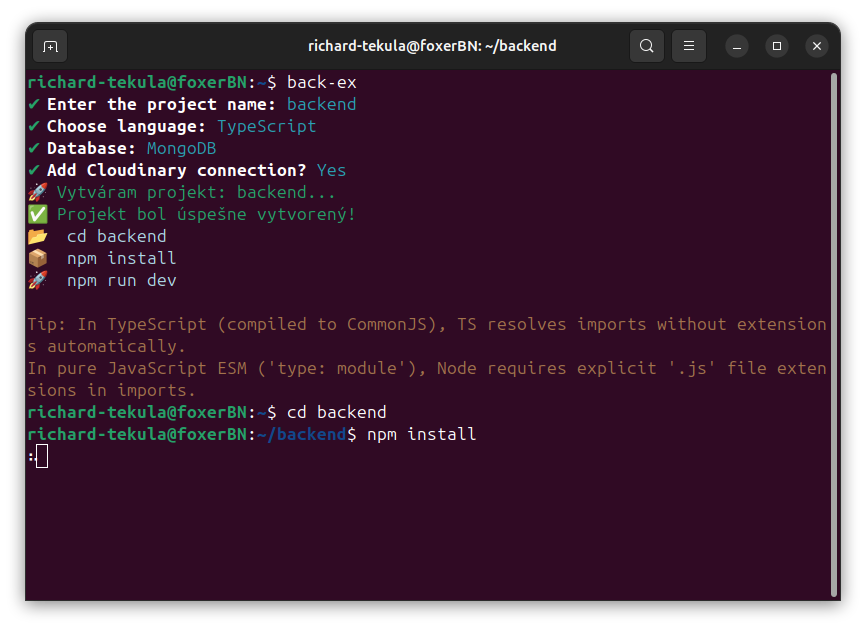 richard-tekula@foxerBN: ~/backend
richard-tekula@foxerBN:~$ back-ex
✔ Enter the project name: backend
✔ Choose language: TypeScript
✔ Database: MongoDB
✔ Add Cloudinary connection? Yes
🚀 Vytváram projekt: backend...
✅ Projekt bol úspešne vytvorený!
📂 cd backend
📦 npm install
🚀 npm run dev
Tip: In TypeScript (compiled to CommonJS), TS resolves imports without extension
s automatically.
In pure JavaScript ESM ('type: module'), Node requires explicit '.js' file exten
sions in imports.
richard-tekula@foxerBN:~$ cd backend
richard-tekula@foxerBN:~/backend$ npm install